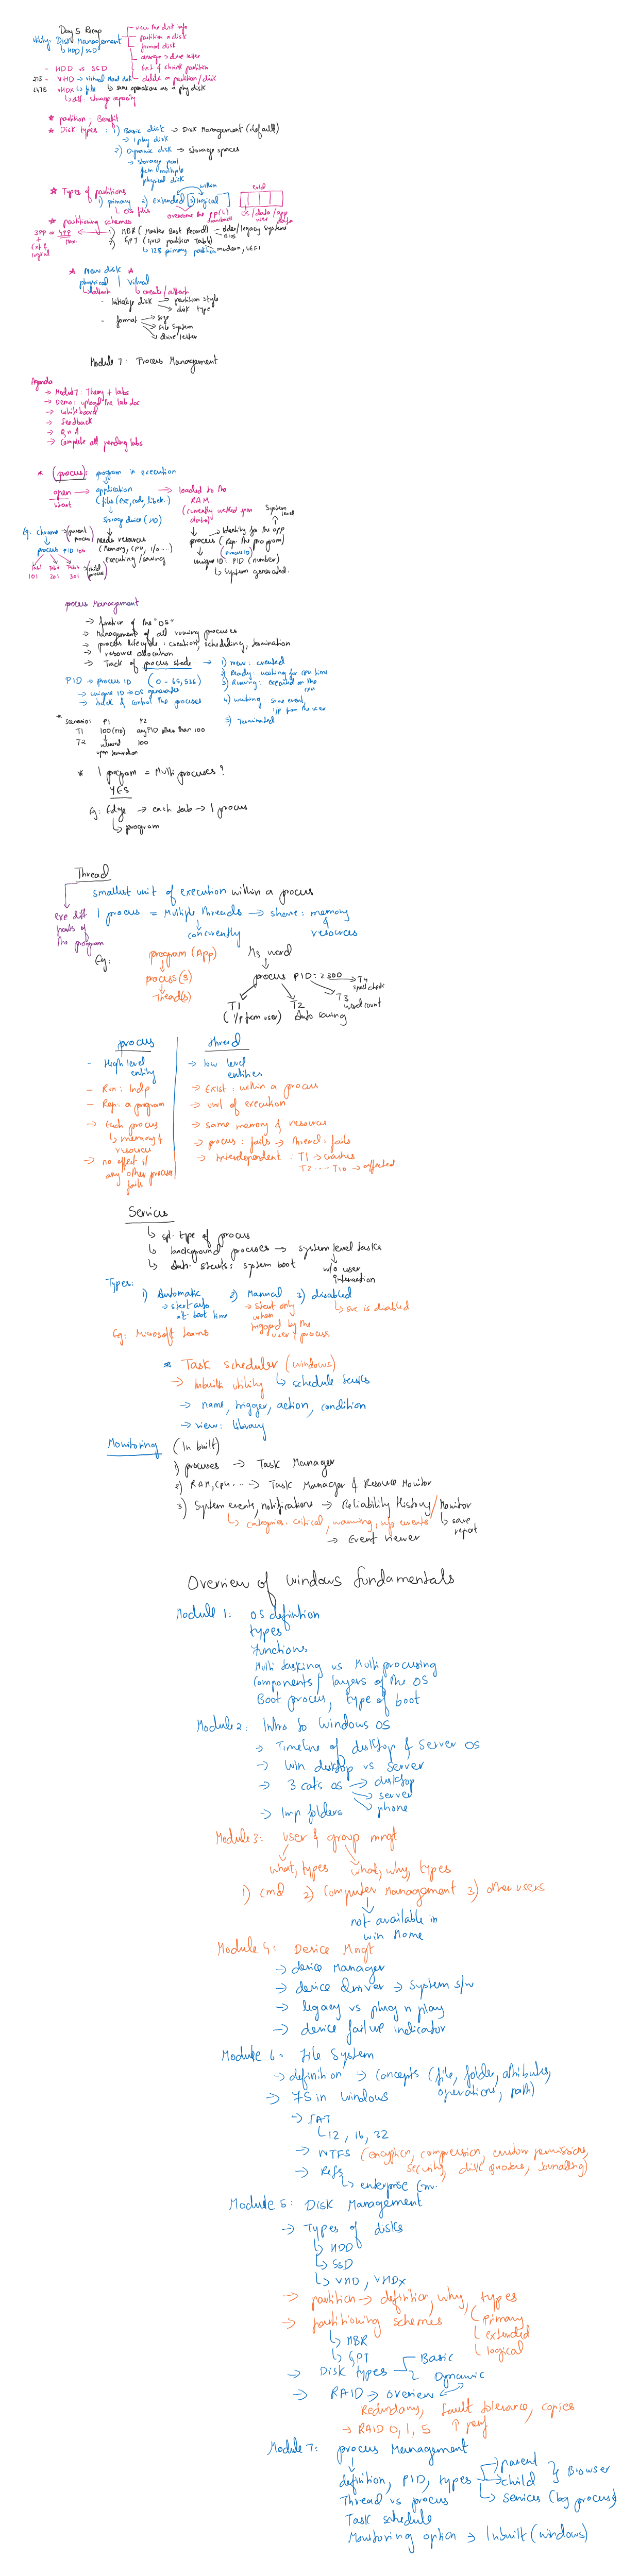 Day 5 Recap
Utility: Disk Management
↳ HDD/SSD
- view the disk info
- partition a disk
- format disk
- assign → drive letter
- Ext & shrink partition
- delete a partition/disk
- HDD vs SSD
2TB - VHD → virtual hard disk
64TB VHDX ↳ file ↳ same operations as a phy disk
↳ diff: storage capacity
* partition; Benefit
* Disk types: 1) Basic disk → Disk Management (default)
→ 1 phy disk
2) Dynamic disk → storage spaces
→ storage pool
from multiple
physical disk
* Types of partitions
within
1) primary 2) Extended [3) logical]
↳ OS files
overcome the pp(s) drawback
OS/data/app
user data
* partitioning schemes
1) MBR (Master Boot Record) - older/legacy systems
BIOS
3PP or 4PP
+ max.
Ext &
logical
2) GPT (GUID partition Table)
↳ 128 primary partition - modern, UEFI
* New disk *
physical | virtual
↳ attach ↳ create/attach
- Initialize disk → partition style
→ disk type
- format → size
→ File System
→ drive letter
Module 7: Process Management
Agenda
→ Module 7: Theory + labs
→ Demo: upload the lab doc
→ whiteboard
→ feedback
→ Q n A
→ Complete all pending labs
* (process): program in execution
open → application → loaded to the
start (files (exe, code, lib etc.) RAM
(currently worked upon
data)
system
level
storage device (HD)
Eg: chrome → (parent process)
process PID 100
Tab1 Tab2 Tab3 → (child process)
101 201 301
needs resources
(Memory, CPU, I/O ...)
executing/running
→ Identity for the app
process (Rep: the program)
(process ID)
unique ID: PID (number)
↳ System generated.
process Management
→ function of the "OS"
→ Management of all running processes
→ process lifecycle: creation, scheduling, termination
→ resource allocation
→ Track of process state → 1) new: created
2) Ready: waiting for CPU time
3) Running: executed on the
CPU
4) waiting: some event,
i/p from the user
5) Terminated
PID → process ID (0 - 65,536)
→ unique ID → OS generates
→ track & control the processes
* Scenario: P1 P2
T1 100 (PID) any PID other than 100
T2 released 100
upon termination
* 1 program = Multi processes?
YES
Eg: Edge → each tab → 1 process
↳ program
Thread
smallest unit of execution within a process
exe diff
parts of
the program
1 process = Multiple threads → share: memory
& resources
concurrently
Eg:
program (App)
process(s)
Thread(s)
Ms word
process PID: 2300 → T4
spell check
T1 T2 T3
(i/p from user) Auto saving word count
process | thread
- High level
entity
→ low level
entities
- Run: Indp
→ Exist: within a process
- Rep: a program
→ unit of execution
→ Each process
↳ memory &
resources
→ same memory & resources
→ process: fails → thread: fails
→ no effect if
any other process
fails
→ Interdependent: T1 → crashes
T2 .... T10 → affected
Services
↳ spl. type of process
↳ background processes → system level tasks
↳ Auto. starts: system boot w/o user
interaction
Types:
1) Automatic 2) Manual 3) disabled
→ start auto
at boot time
→ start only
when
triggered by the
user & process
↳ svc is disabled
Eg: Microsoft teams
* Task scheduler (windows)
→ Inbuilt utility ↳ schedule tasks
→ name, trigger, action, condition
→ view: library
Monitoring (In built)
1) processes → Task Manager
2) RAM, CPU ... → Task Manager & Resource Monitor
3) System events, notifications → Reliability History/Monitor
↳ categories: critical, warning, info events ↳ save
report
→ Event viewer
Overview of windows fundamentals
Module 1: OS defintion
types
functions
Multi tasking vs Multi processing
Components/layers of the OS
Boot process, type of boot
Module 2: Intro to windows OS
→ Timeline of desktop & Server OS
→ win desktop vs server
→ 3 cats OS → desktop
→ server
→ phone
→ Imp folders
Module 3: user & group mngt
what, types what, why, types
1) cmd 2) Computer Management 3) other users
not available in
win Home
Module 4: Device Mngt
→ device Manager
→ device driver → System s/w
→ legacy vs plug n play
→ device failure indicator
Module 6: File System
→ definition → concepts (file, folder, attributes,
operations, path)
→ FS in windows
→ FAT
↳ 12, 16, 32
→ NTFS (encryption, compression, custom permissions,
security, disk quotas, journalling)
→ Refs
↳ enterprise Env.
Module 5: Disk Management
→ Types of disks
↳ HDD
↳ SSD
↳ VHD, VHDX
→ partition → definition, why, types
→ partitioning schemes
primary
extended
logical
↳ MBR
↳ GPT
→ Disk types - Basic
2 Dynamic
→ RAID → overview
Redundancy, fault tolerance, copies
→ RAID 0, 1, 5 ↑ perf
Module 7: process Management
definition, PID, types → parent } Browser
→ child
↳ services (bg process)
Thread vs process
Task schedule
Monitoring option → Inbuilt (windows)